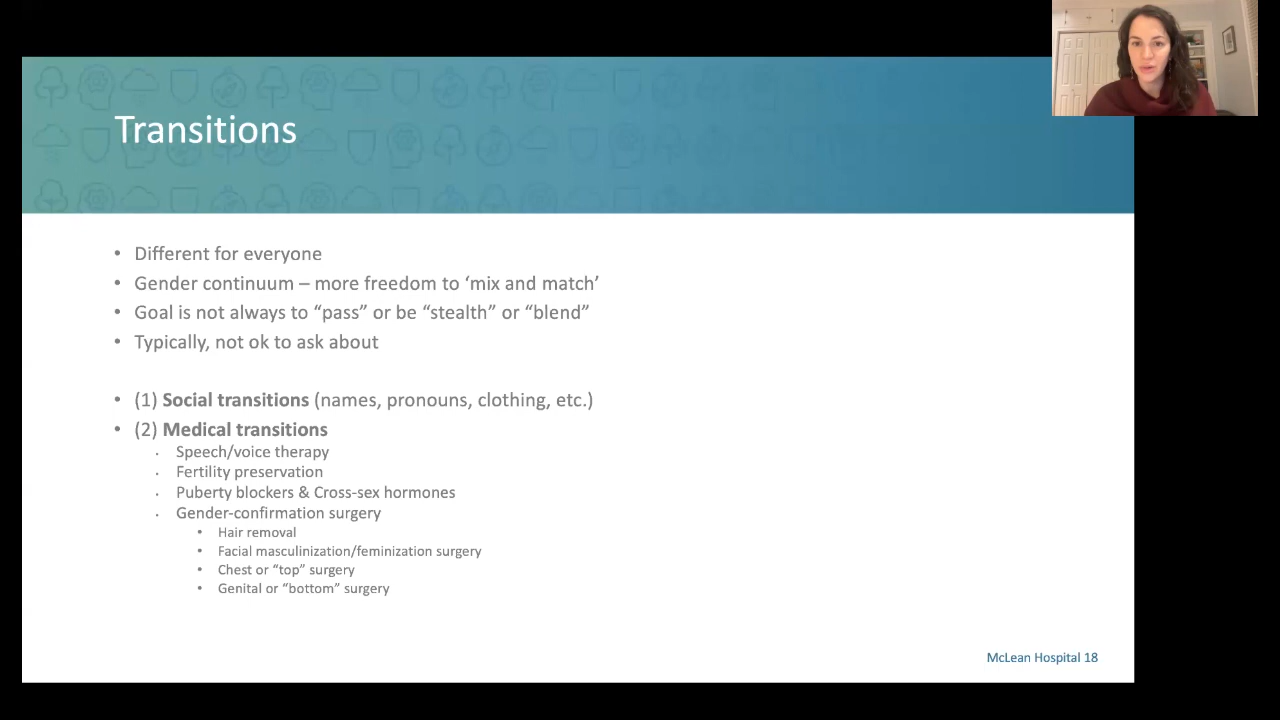 Transitions
• Different for everyone
• Gender continuum – more freedom to ‘mix and match’
• Goal is not always to “pass” or be “stealth” or “blend”
• Typically, not ok to ask about
• (1) Social transitions (names, pronouns, clothing, etc.)
• (2) Medical transitions
• Speech/voice therapy
• Fertility preservation
• Puberty blockers & Cross-sex hormones
• Gender-confirmation surgery
• Hair removal
• Facial masculinization/feminization surgery
• Chest or “top” surgery
• Genital or “bottom” surgery
McLean Hospital 18